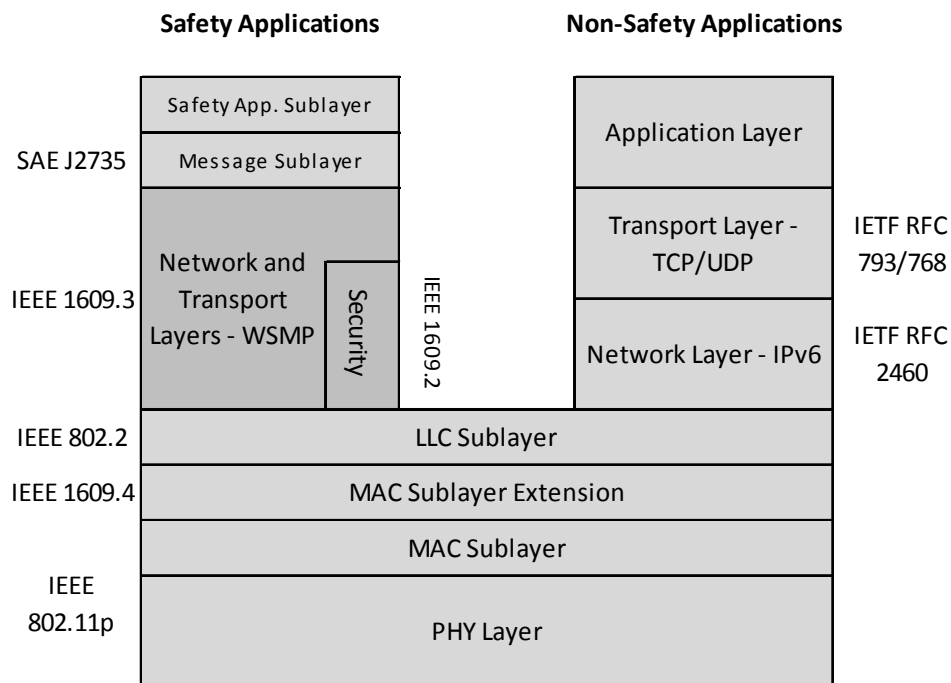 Safety Applications
Non-Safety Applications
Safety App. Sublayer
SAE J2735
Message Sublayer
Application Layer
IEEE 1609.3
Network and
Transport
Layers - WSMP
Security
IEEE 1609.2
Transport Layer -
TCP/UDP
IETF RFC
793/768
Network Layer - IPv6
IETF RFC
2460
IEEE 802.2
LLC Sublayer
IEEE 1609.4
MAC Sublayer Extension
MAC Sublayer
IEEE
802.11p
PHY Layer